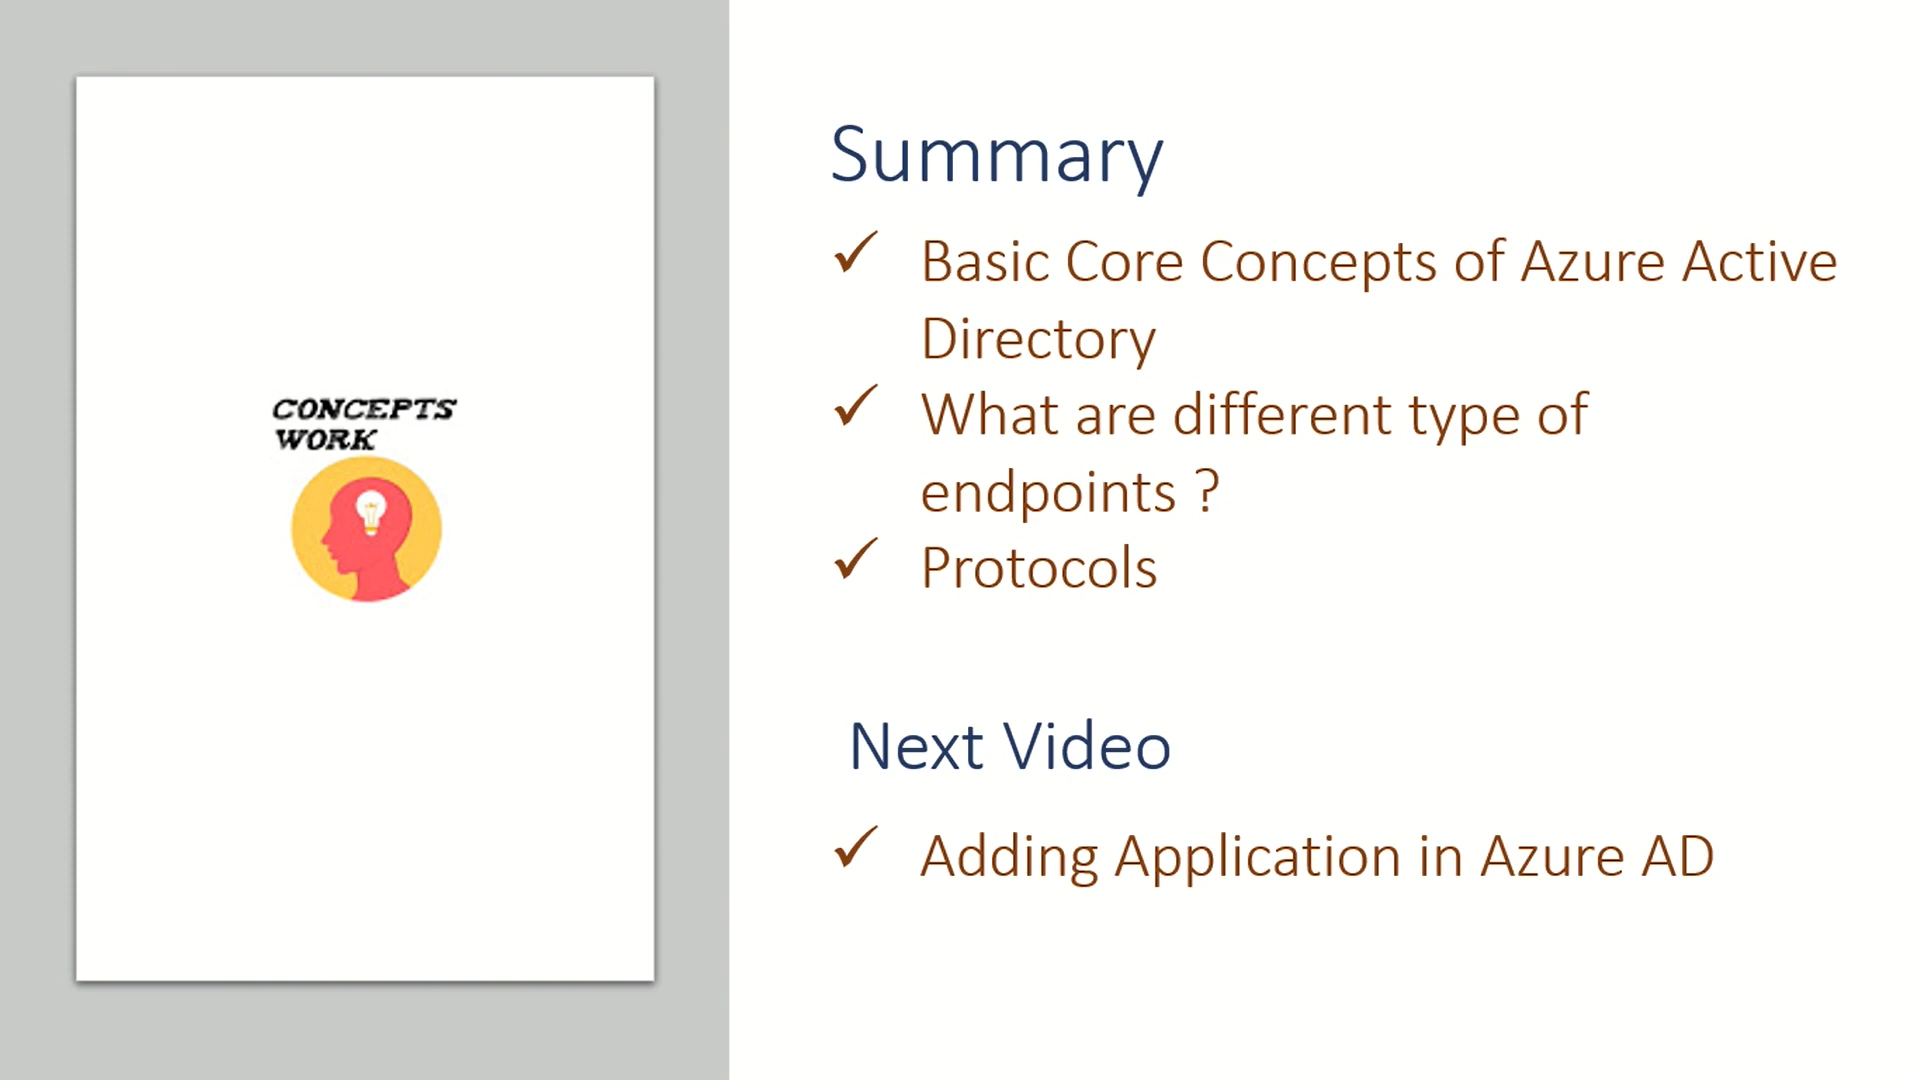 CONCEPTS
WORK
Summary
✓ Basic Core Concepts of Azure Active
Directory
✓ What are different type of
endpoints ?
✓ Protocols
Next Video
✓ Adding Application in Azure AD